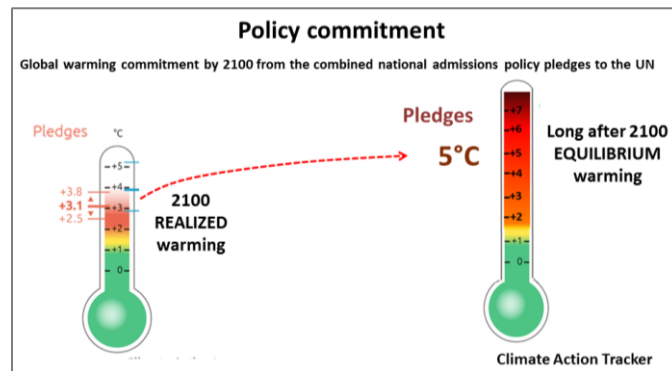 Policy commitment
Global warming commitment by 2100 from the combined national admissions policy pledges to the UN
Pledges
°C
+5
+4
+3.8
+3.1
+3
+2.5
+2
+1
0
2100
REALIZED
warming
Pledges
5°C
+7
+6
+5
+4
+3
+2
+1
0
Long after 2100
EQUILIBRIUM
warming
Climate Action Tracker